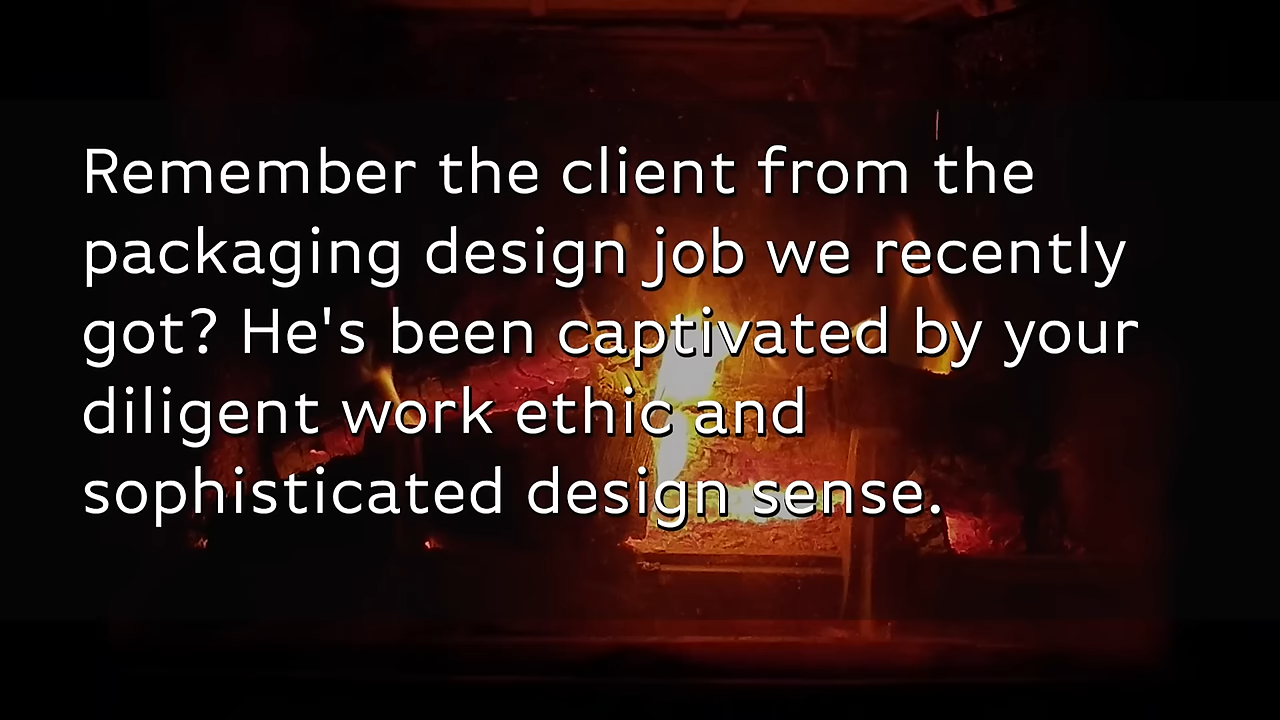 Remember the client from the
packaging design job we recently
got? He's been captivated by your
diligent work ethic and
sophisticated design sense.